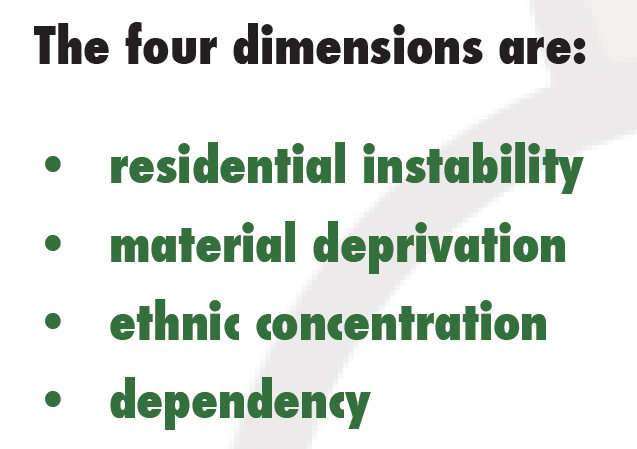 The four dimensions are:
• residential instability
• material deprivation
• ethnic concentration
• dependency